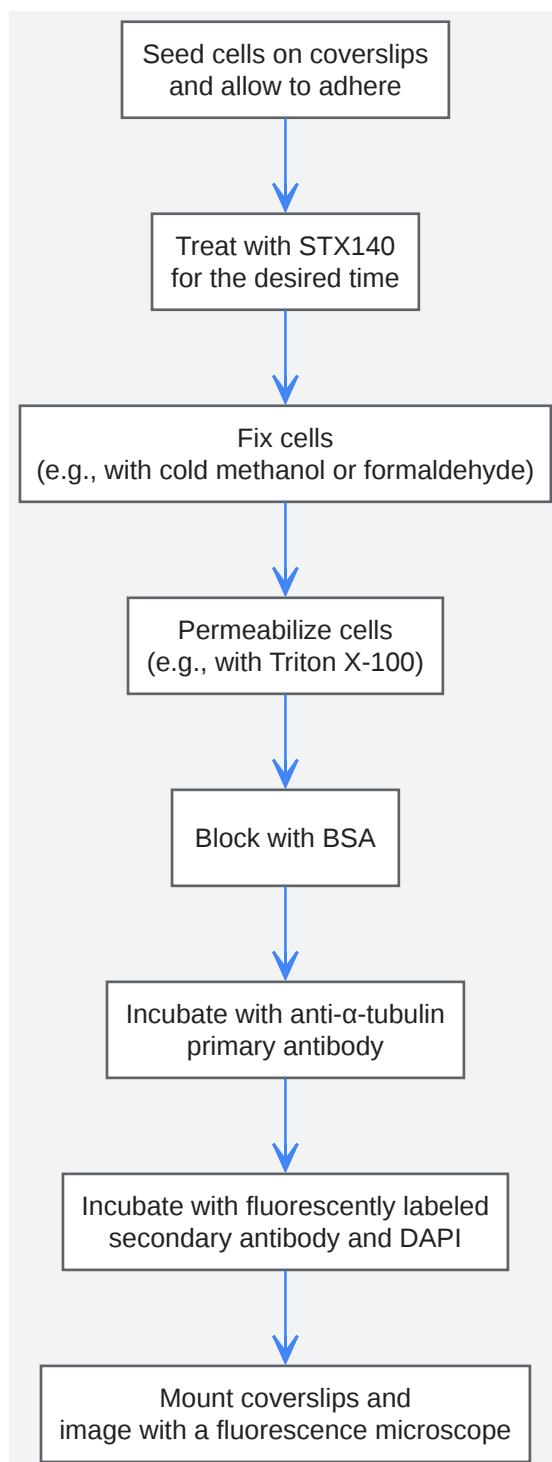 Seed cells on coverslips
and allow to adhere
Treat with STX140
for the desired time
Fix cells
(e.g., with cold methanol or formaldehyde)
Permeabilize cells
(e.g., with Triton X-100)
Block with BSA
Incubate with anti-α-tubulin
primary antibody
Incubate with fluorescently labeled
secondary antibody and DAPI
Mount coverslips and
image with a fluorescence microscope